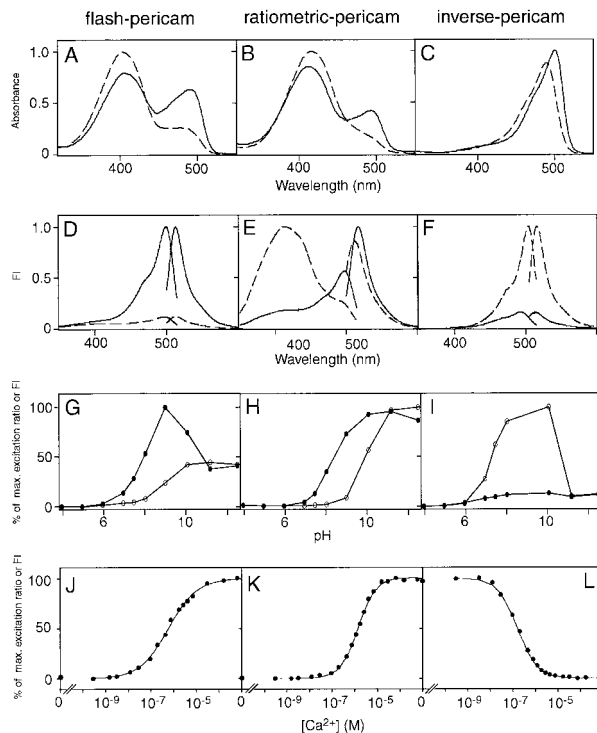 flash-pericam ratiometric-pericam inverse-pericam
A B C
Absorbance
1.0
0.5
0
400 500 400 500 400 500
Wavelength (nm) Wavelength (nm)
D E F
FI
1.0
0.5
0
400 500 400 500 400 500
Wavelength (nm) Wavelength (nm)
G H I
% of max. excitation ratio or FI
100
50
0
6 10 6 10 6 10
pH
J K L
% of max. excitation ratio or FI
100
50
0
0 10-9 10-7 10-5 0 10-9 10-7 10-5 0 10-9 10-7 10-5
[Ca2+] (M)